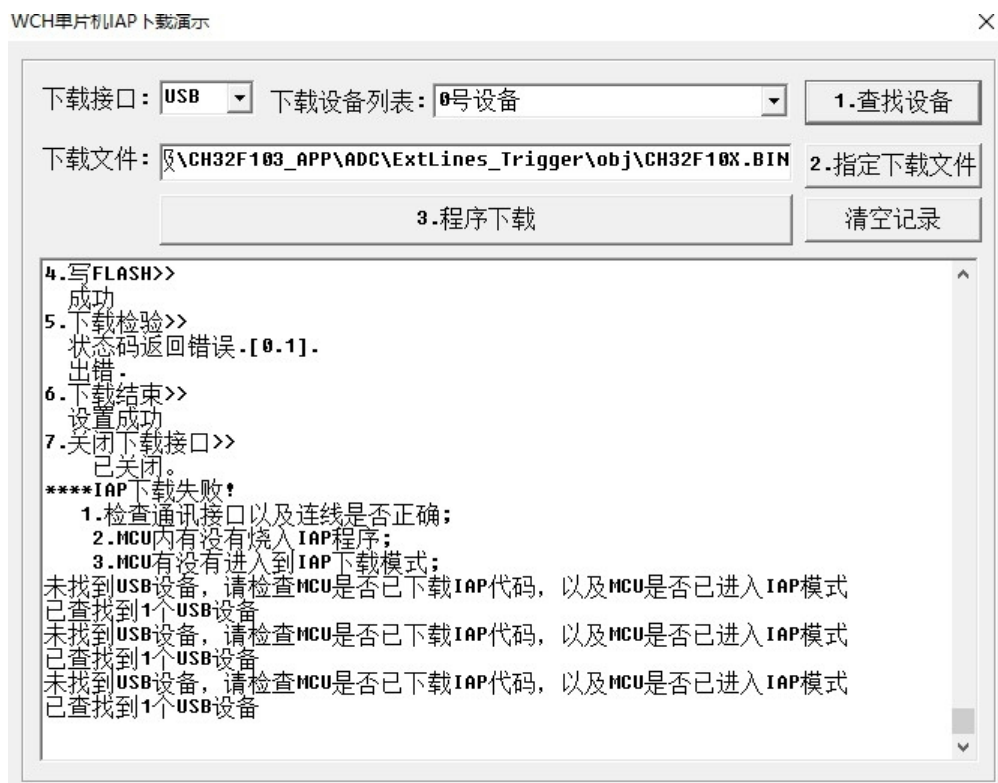 WCH单片机IAP下载演示
下载接口: USB 下载设备列表: 0号设备 1.查找设备
下载文件: \CH32F103_APP\ADC\ExtLines_Trigger\obj\CH32F10X.BIN 2.指定下载文件
3.程序下载 清空记录
4.写FLASH>>
成功
5.下载检验>>
状态码返回错误.[0.1].
出错.
6.下载结束>>
设置成功
7.关闭下载接口>>
已关闭。
****IAP下载失败!
1.检查通讯接口以及连线是否正确;
2.MCU内有没有烧入IAP程序;
3.MCU有没有进入到IAP下载模式;
未找到USB设备, 请检查MCU是否已下载IAP代码, 以及MCU是否已进入IAP模式
已查找到1个USB设备
未找到USB设备, 请检查MCU是否已下载IAP代码, 以及MCU是否已进入IAP模式
已查找到1个USB设备
未找到USB设备, 请检查MCU是否已下载IAP代码, 以及MCU是否已进入IAP模式
已查找到1个USB设备